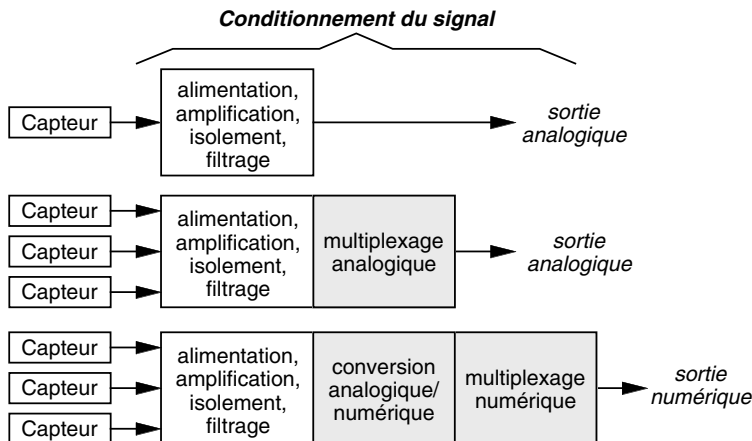 Conditionnement du signal
Capteur
alimentation,
amplification,
isolement,
filtrage
sortie
analogique
Capteur
Capteur
Capteur
alimentation,
amplification,
isolement,
filtrage
multiplexage
analogique
sortie
analogique
Capteur
Capteur
Capteur
alimentation,
amplification,
isolement,
filtrage
conversion
analogique/
numérique
multiplexage
numérique
sortie
numérique